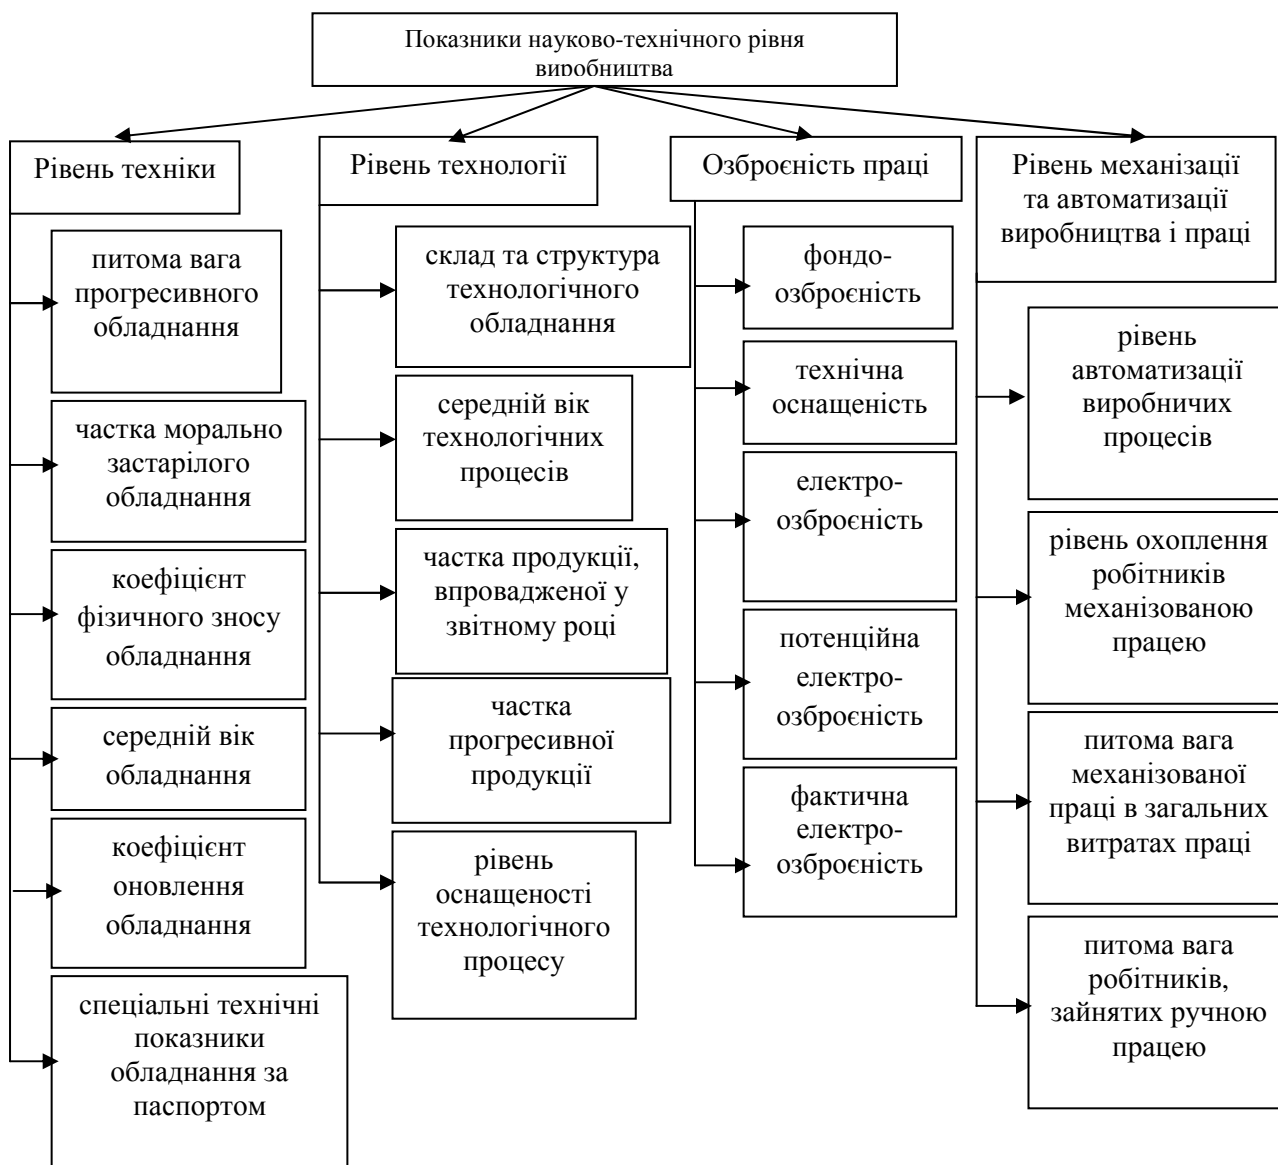 Показники науково-технічного рівня
виробництва
Рівень техніки
питома вага
прогресивного
обладнання
частка морально
застарілого
обладнання
коефіцієнт
фізичного зносу
обладнання
середній вік
обладнання
коефіцієнт
оновлення
обладнання
спеціальні технічні
показники
обладнання за
паспортом
Рівень технології
склад та структура
технологічного
обладнання
середній вік
технологічних
процесів
частка продукції,
впровадженої у
звітному році
частка
прогресивної
продукції
рівень
оснащеності
технологічного
процесу
Озброєність праці
фондо-
озброєність
технічна
оснащеність
електро-
озброєність
потенційна
електро-
озброєність
фактична
електро-
озброєність
Рівень механізації
та автоматизації
виробництва і праці
рівень
автоматизації
виробничих
процесів
рівень охоплення
робітників
механізованою
працею
питома вага
механізованої
праці в загальних
витратах праці
питома вага
робітників,
зайнятих ручною
працею